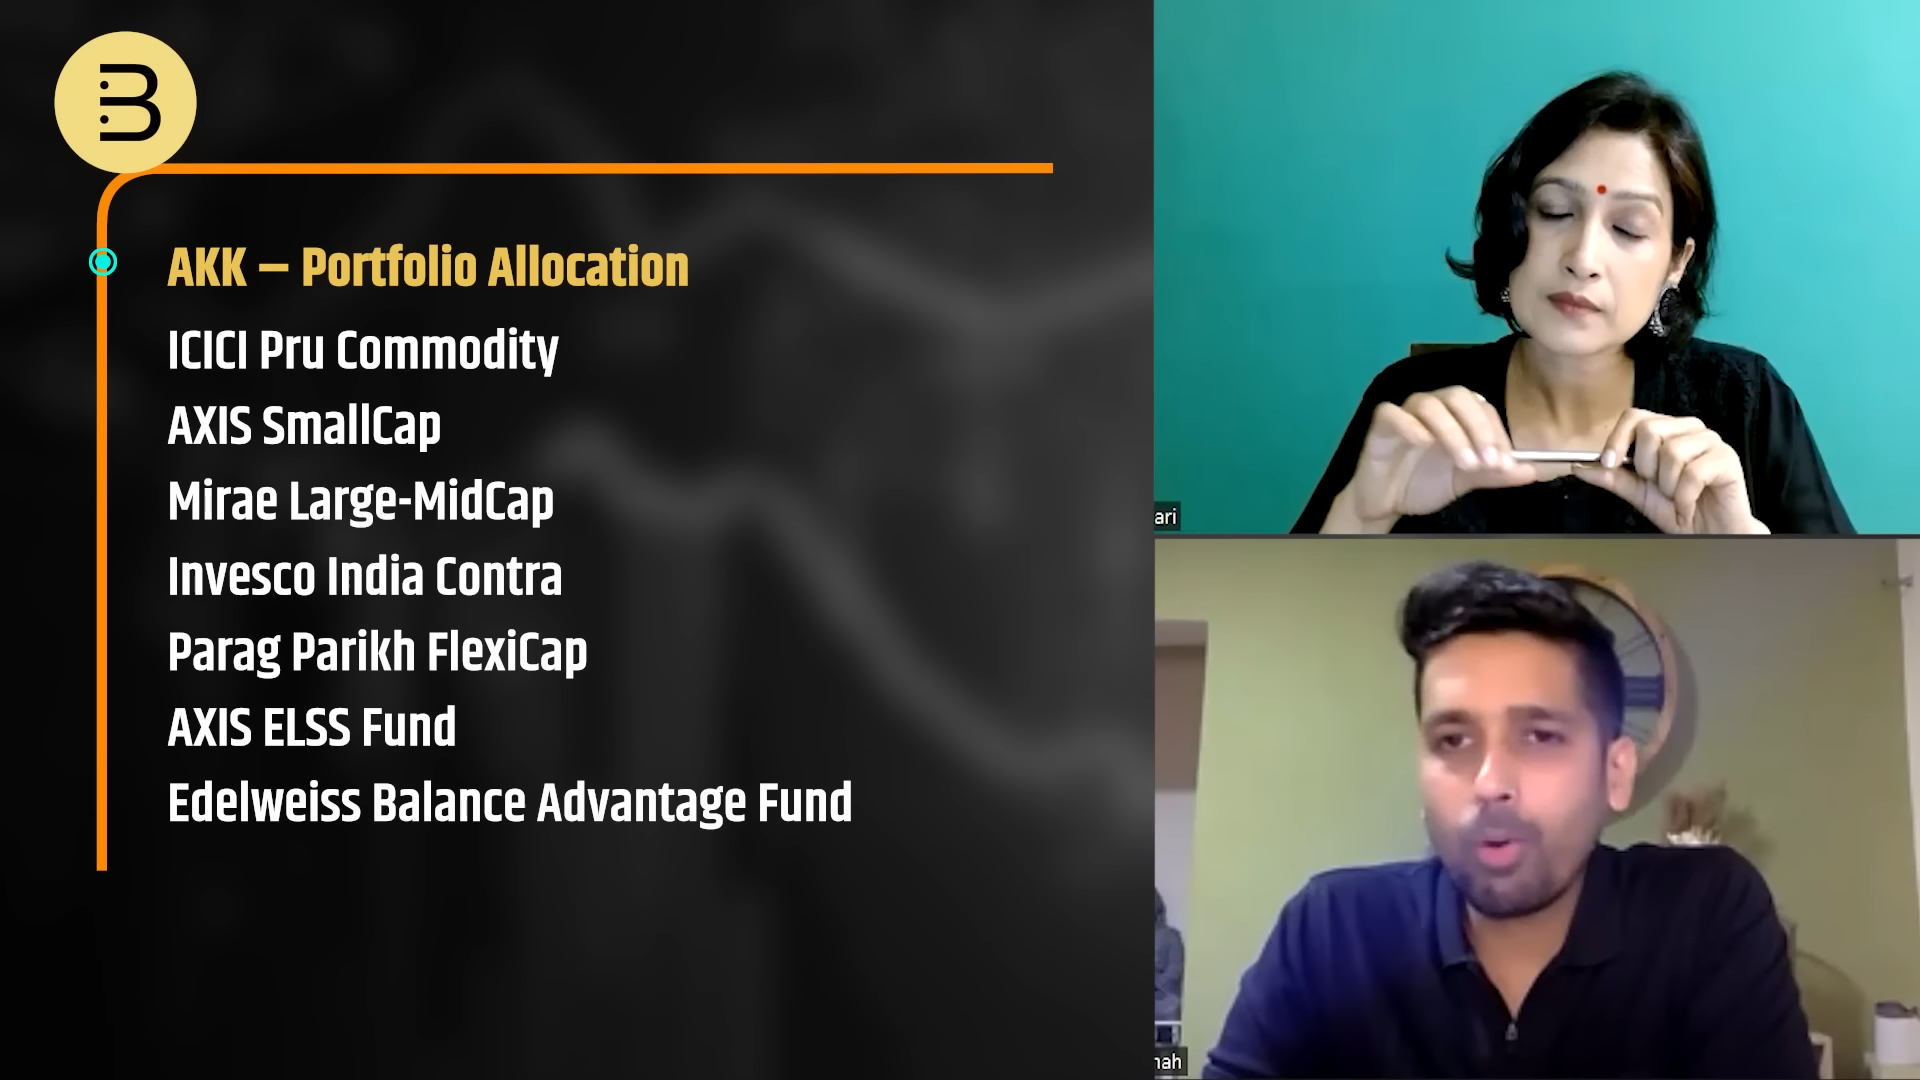 AKK – Portfolio Allocation
ICICI Pru Commodity
AXIS SmallCap
Mirae Large-MidCap
Invesco India Contra
Parag Parikh FlexiCap
AXIS ELSS Fund
Edelweiss Balance Advantage Fund
ari
hah